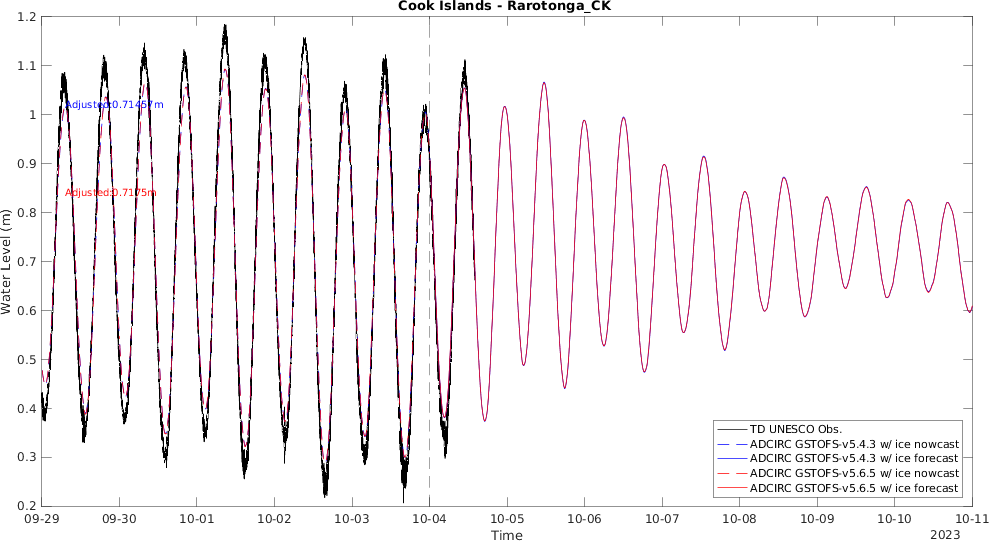 Cook Islands - Rarotonga_CK
Water Level (m)
1.2
1.1
1
0.9
0.8
0.7
0.6
0.5
0.4
0.3
0.2
Adjusted:0.71457m
Adjusted:0.7175m
TD UNESCO Obs.
ADCIRC GSTOFS-v5.4.3 w/ ice nowcast
ADCIRC GSTOFS-v5.4.3 w/ ice forecast
ADCIRC GSTOFS-v5.6.5 w/ ice nowcast
ADCIRC GSTOFS-v5.6.5 w/ ice forecast
09-29 09-30 10-01 10-02 10-03 10-04 10-05 10-06 10-07 10-08 10-09 10-10 10-11
Time
2023